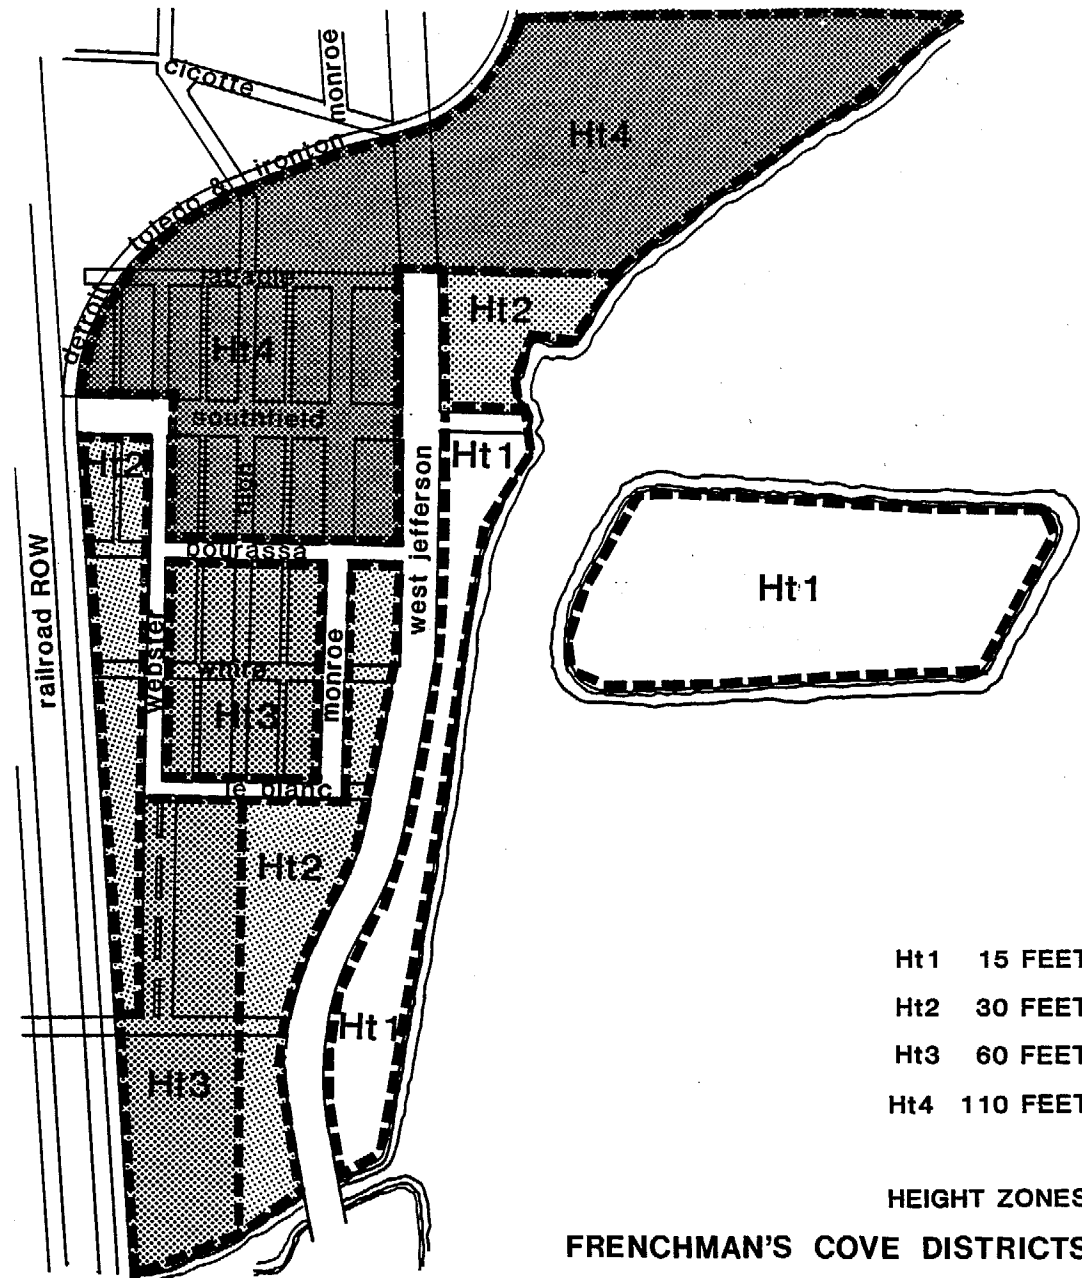 monroe
cicotte
Ht4
detroit toledo & ironton
Ht2
Ht4
southfield
Ht1
Ht2
west jefferson
bourassa
Ht1
railroad ROW
webster
monroe
white
Ht3
le blanc
Ht2
Ht1
Ht3
Ht1 15 FEET
Ht2 30 FEET
Ht3 60 FEET
Ht4 110 FEET
HEIGHT ZONES
FRENCHMAN'S COVE DISTRICTS